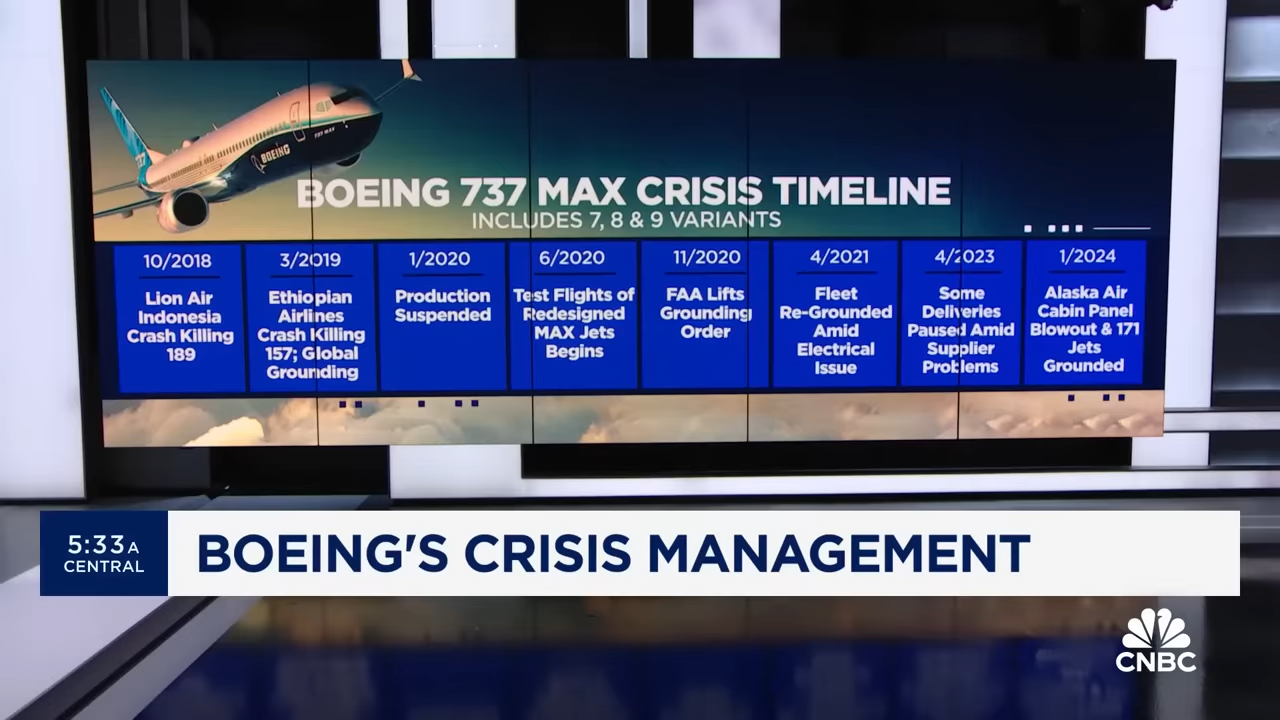 737
BOEING
737 MAX
BOEING 737 MAX CRISIS TIMELINE
INCLUDES 7, 8 & 9 VARIANTS
10/2018
Lion Air
Indonesia
Crash Killing
189
3/2019
Ethiopian
Airlines
Crash Killing
157; Global
Grounding
1/2020
Production
Suspended
6/2020
Test Flights of
Redesigned
MAX Jets
Begins
11/2020
FAA Lifts
Grounding
Order
4/2021
Fleet
Re-Grounded
Amid
Electrical
Issue
4/2023
Some
Deliveries
Paused Amid
Supplier
Problems
1/2024
Alaska Air
Cabin Panel
Blowout & 171
Jets
Grounded
5:33A
CENTRAL
BOEING'S CRISIS MANAGEMENT
CNBC